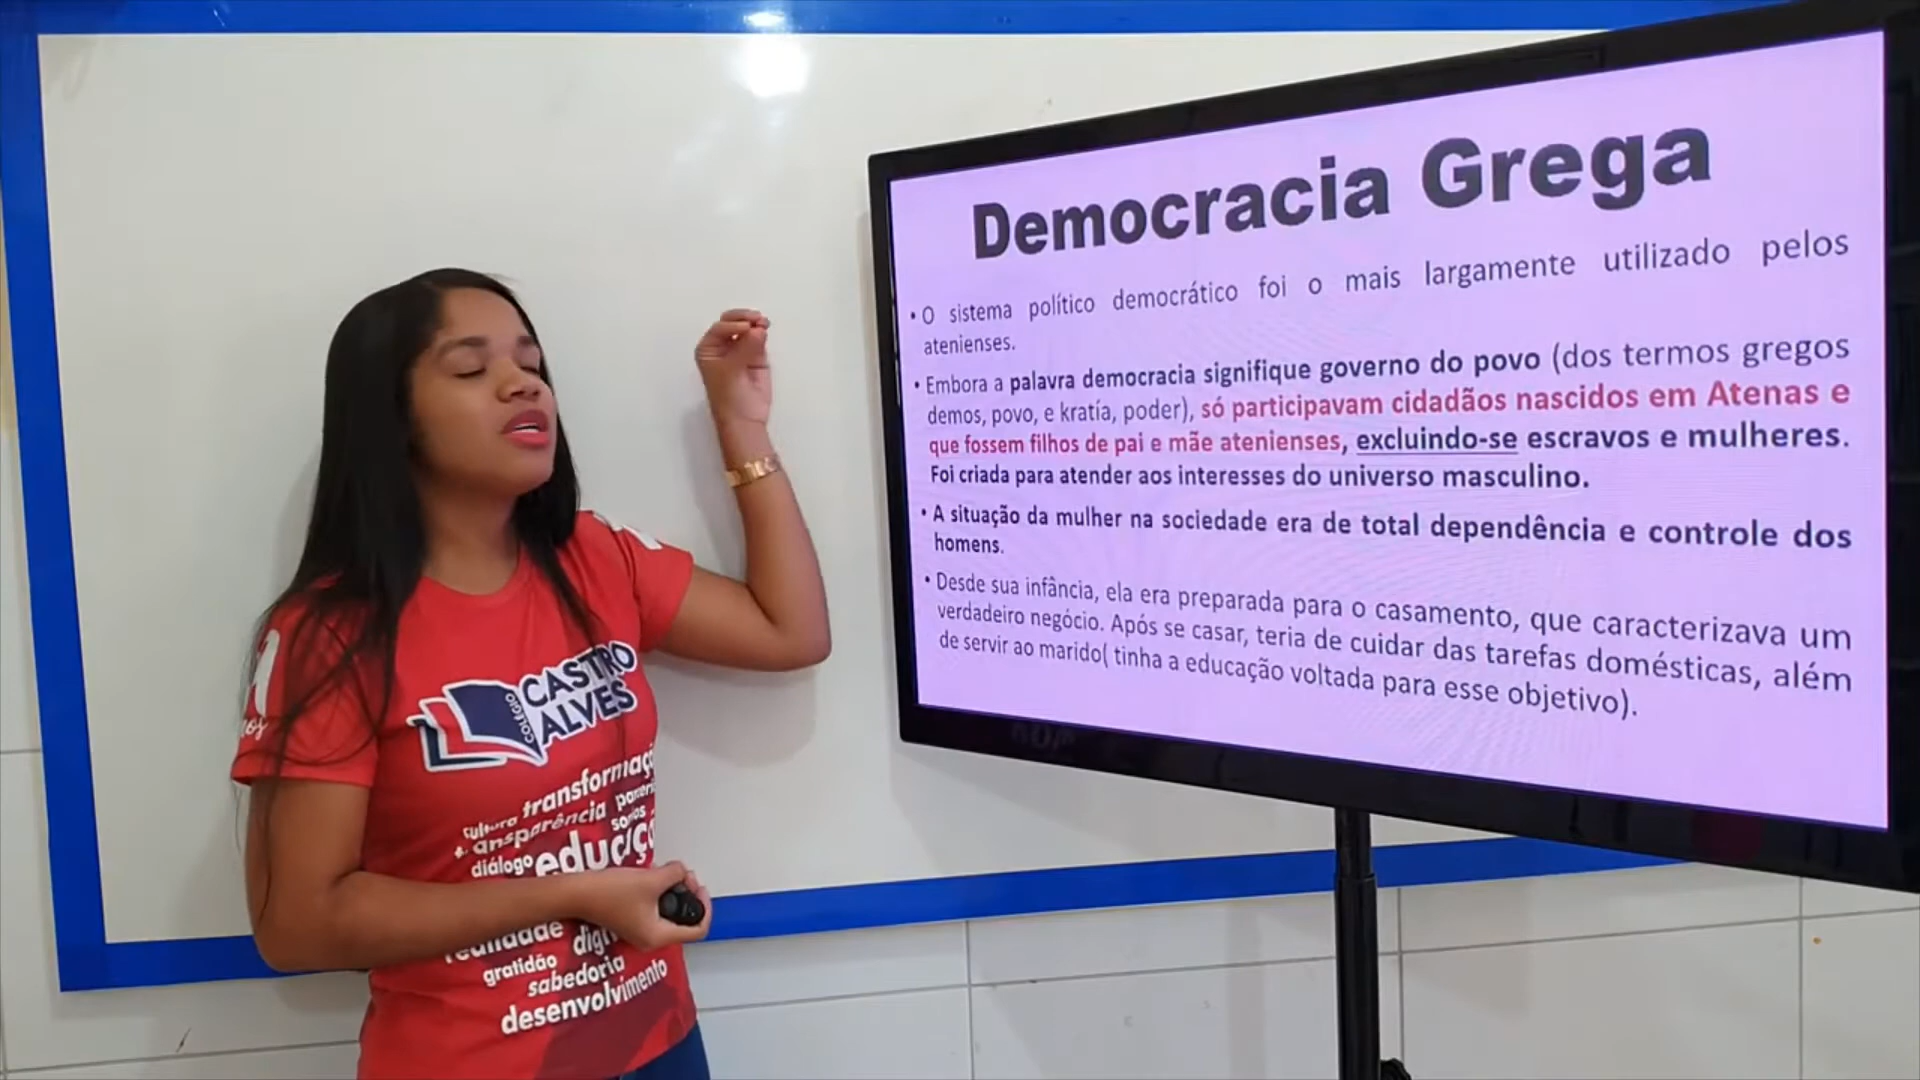 Democracia Grega
•O sistema político democrático foi o mais largamente utilizado pelos
atenienses.
• Embora a palavra democracia signifique governo do povo (dos termos gregos
demos, povo, e kratía, poder), só participavam cidadãos nascidos em Atenas e
que fossem filhos de pai e mãe atenienses, excluindo-se escravos e mulheres.
Foi criada para atender aos interesses do universo masculino.
• A situação da mulher na sociedade era de total dependência e controle dos
homens.
• Desde sua infância, ela era preparada para o casamento, que caracterizava um
verdadeiro negócio. Após se casar, teria de cuidar das tarefas domésticas, além
de servir ao marido( tinha a educação voltada para esse objetivo).
COLÉGIO
CASTRO
ALVES
transformaç
cultura
transparência
diálogo
educaç
realidade
gratidão
sabedoria
desenvolvimento